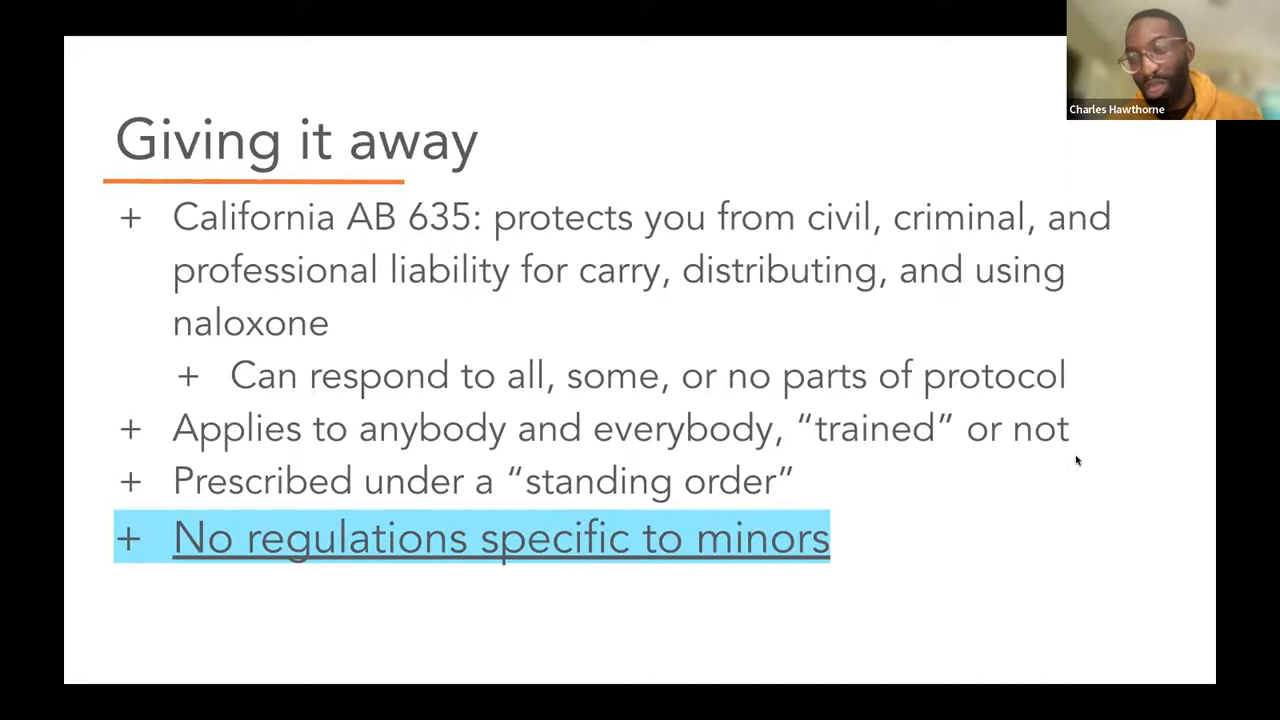 Charles Hawthorne
Giving it away
+ California AB 635: protects you from civil, criminal, and
professional liability for carry, distributing, and using
naloxone
+ Can respond to all, some, or no parts of protocol
+ Applies to anybody and everybody, “trained” or not
+ Prescribed under a “standing order”
+ No regulations specific to minors